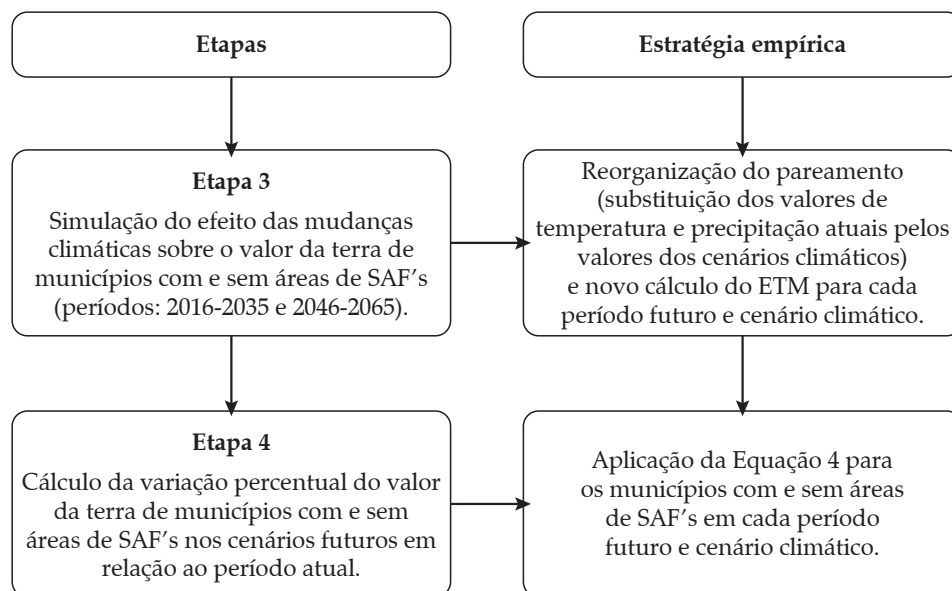 Etapas
Estratégia empírica
Etapa 3
Simulação do efeito das mudanças
climáticas sobre o valor da terra de
municípios com e sem áreas de SAF’s
(períodos: 2016-2035 e 2046-2065).
Reorganização do pareamento
(substituição dos valores de
temperatura e precipitação atuais pelos
valores dos cenários climáticos)
e novo cálculo do ETM para cada
período futuro e cenário climático.
Etapa 4
Cálculo da variação percentual do valor
da terra de municípios com e sem
áreas de SAF’s nos cenários futuros em
relação ao período atual.
Aplicação da Equação 4 para
os municípios com e sem áreas
de SAF’s em cada período
futuro e cenário climático.